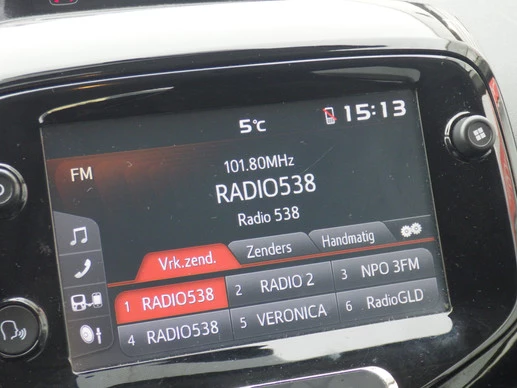 5°C 15:13
FM
101.80MHz
RADIO538
Radio 538
Vrk.zend. Zenders Handmatig
1 RADIO538 2 RADIO 2 3 NPO 3FM
4 RADIO538 5 VERONICA 6 RadioGLD